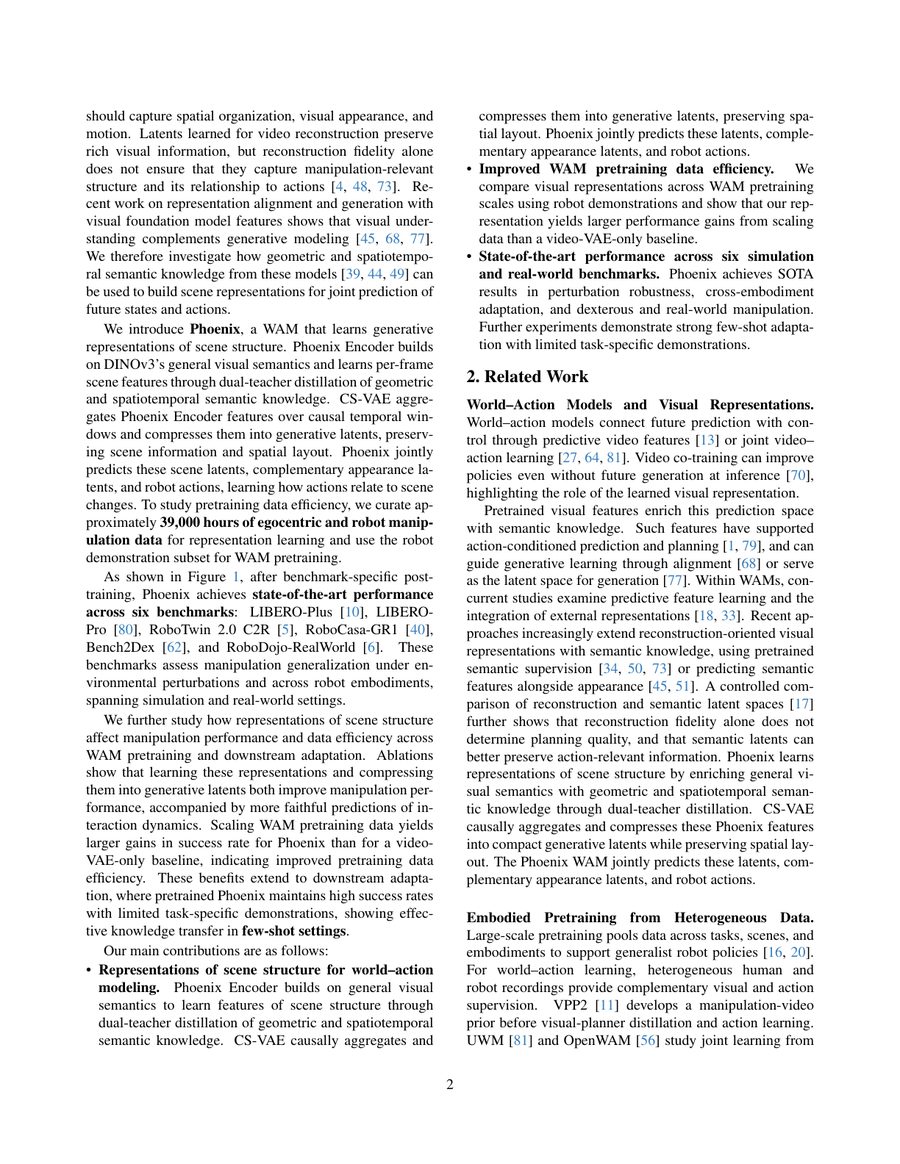 should capture spatial organization, visual appearance, and
motion. Latents learned for video reconstruction preserve
rich visual information, but reconstruction fidelity alone
does not ensure that they capture manipulation-relevant
structure and its relationship to actions [4, 48, 73]. Re-
cent work on representation alignment and generation with
visual foundation model features shows that visual under-
standing complements generative modeling [45, 68, 77].
We therefore investigate how geometric and spatiotempo-
ral semantic knowledge from these models [39, 44, 49] can
be used to build scene representations for joint prediction of
future states and actions.
We introduce Phoenix, a WAM that learns generative
representations of scene structure. Phoenix Encoder builds
on DINOv3's general visual semantics and learns per-frame
scene features through dual-teacher distillation of geometric
and spatiotemporal semantic knowledge. CS-VAE aggre-
gates Phoenix Encoder features over causal temporal win-
dows and compresses them into generative latents, preserv-
ing scene information and spatial layout. Phoenix jointly
predicts these scene latents, complementary appearance la-
tents, and robot actions, learning how actions relate to scene
changes. To study pretraining data efficiency, we curate ap-
proximately 39,000 hours of egocentric and robot manip-
ulation data for representation learning and use the robot
demonstration subset for WAM pretraining.
As shown in Figure 1, after benchmark-specific post-
training, Phoenix achieves state-of-the-art performance
across six benchmarks: LIBERO-Plus [10], LIBERO-
Pro [80], RoboTwin 2.0 C2R [5], RoboCasa-GR1 [40],
Bench2Dex [62], and RoboDojo-RealWorld [6]. These
benchmarks assess manipulation generalization under en-
vironmental perturbations and across robot embodiments,
spanning simulation and real-world settings.
We further study how representations of scene structure
affect manipulation performance and data efficiency across
WAM pretraining and downstream adaptation. Ablations
show that learning these representations and compressing
them into generative latents both improve manipulation per-
formance, accompanied by more faithful predictions of in-
teraction dynamics. Scaling WAM pretraining data yields
larger gains in success rate for Phoenix than for a video-
VAE-only baseline, indicating improved pretraining data
efficiency. These benefits extend to downstream adapta-
tion, where pretrained Phoenix maintains high success rates
with limited task-specific demonstrations, showing effec-
tive knowledge transfer in few-shot settings.
Our main contributions are as follows:
• Representations of scene structure for world–action
modeling. Phoenix Encoder builds on general visual
semantics to learn features of scene structure through
dual-teacher distillation of geometric and spatiotemporal
semantic knowledge. CS-VAE causally aggregates and
compresses them into generative latents, preserving spa-
tial layout. Phoenix jointly predicts these latents, comple-
mentary appearance latents, and robot actions.
• Improved WAM pretraining data efficiency. We
compare visual representations across WAM pretraining
scales using robot demonstrations and show that our rep-
resentation yields larger performance gains from scaling
data than a video-VAE-only baseline.
• State-of-the-art performance across six simulation
and real-world benchmarks. Phoenix achieves SOTA
results in perturbation robustness, cross-embodiment
adaptation, and dexterous and real-world manipulation.
Further experiments demonstrate strong few-shot adapta-
tion with limited task-specific demonstrations.
2. Related Work
World–Action Models and Visual Representations.
World–action models connect future prediction with con-
trol through predictive video features [13] or joint video–
action learning [27, 64, 81]. Video co-training can improve
policies even without future generation at inference [70],
highlighting the role of the learned visual representation.
Pretrained visual features enrich this prediction space
with semantic knowledge. Such features have supported
action-conditioned prediction and planning [1, 79], and can
guide generative learning through alignment [68] or serve
as the latent space for generation [77]. Within WAMs, con-
current studies examine predictive feature learning and the
integration of external representations [18, 33]. Recent ap-
proaches increasingly extend reconstruction-oriented visual
representations with semantic knowledge, using pretrained
semantic supervision [34, 50, 73] or predicting semantic
features alongside appearance [45, 51]. A controlled com-
parison of reconstruction and semantic latent spaces [17]
further shows that reconstruction fidelity alone does not
determine planning quality, and that semantic latents can
better preserve action-relevant information. Phoenix learns
representations of scene structure by enriching general vi-
sual semantics with geometric and spatiotemporal seman-
tic knowledge through dual-teacher distillation. CS-VAE
causally aggregates and compresses these Phoenix features
into compact generative latents while preserving spatial lay-
out. The Phoenix WAM jointly predicts these latents, com-
plementary appearance latents, and robot actions.
Embodied Pretraining from Heterogeneous Data.
Large-scale pretraining pools data across tasks, scenes, and
embodiments to support generalist robot policies [16, 20].
For world–action learning, heterogeneous human and
robot recordings provide complementary visual and action
supervision. VPP2 [11] develops a manipulation-video
prior before visual-planner distillation and action learning.
UWM [81] and OpenWAM [56] study joint learning from
2